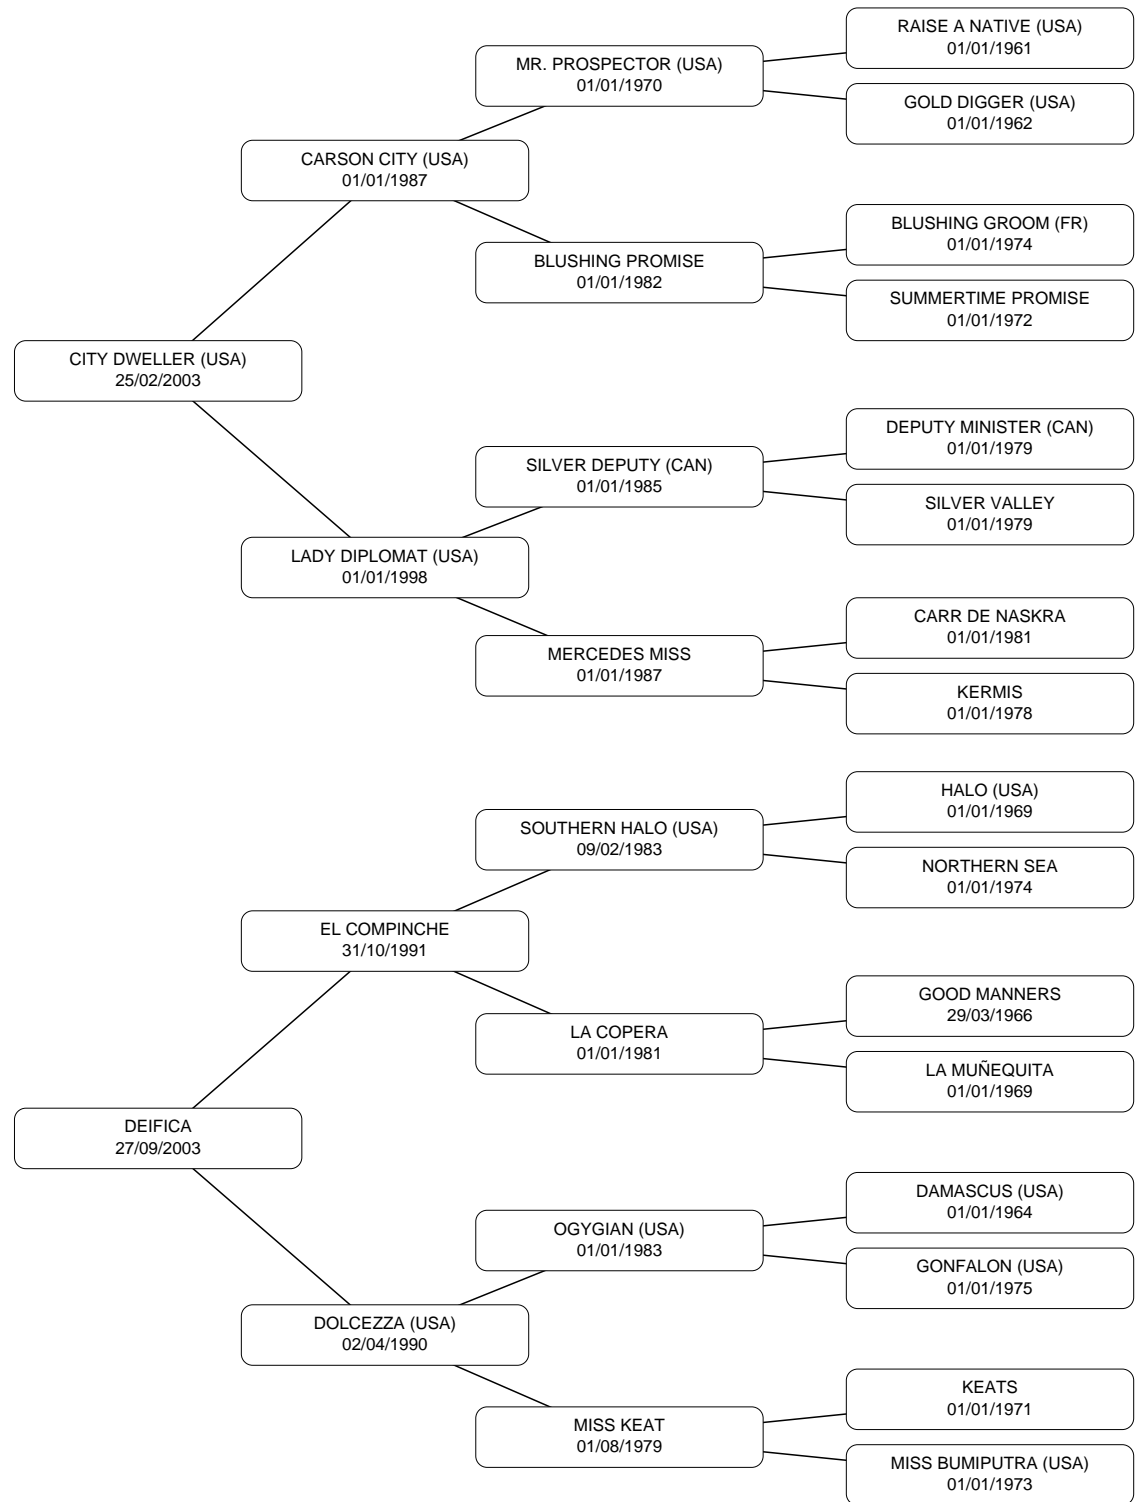 RAISE A NATIVE (USA)
01/01/1961
MR. PROSPECTOR (USA)
01/01/1970
GOLD DIGGER (USA)
01/01/1962
CARSON CITY (USA)
01/01/1987
BLUSHING GROOM (FR)
01/01/1974
BLUSHING PROMISE
01/01/1982
SUMMERTIME PROMISE
01/01/1972
CITY DWELLER (USA)
25/02/2003
DEPUTY MINISTER (CAN)
01/01/1979
SILVER DEPUTY (CAN)
01/01/1985
SILVER VALLEY
01/01/1979
LADY DIPLOMAT (USA)
01/01/1998
CARR DE NASKRA
01/01/1981
MERCEDES MISS
01/01/1987
KERMIS
01/01/1978
HALO (USA)
01/01/1969
SOUTHERN HALO (USA)
09/02/1983
NORTHERN SEA
01/01/1974
EL COMPINCHE
31/10/1991
GOOD MANNERS
29/03/1966
LA COPERA
01/01/1981
LA MUÑEQUITA
01/01/1969
DEIFICA
27/09/2003
DAMASCUS (USA)
01/01/1964
OGYGIAN (USA)
01/01/1983
GONFALON (USA)
01/01/1975
DOLCEZZA (USA)
02/04/1990
KEATS
01/01/1971
MISS KEAT
01/08/1979
MISS BUMIPUTRA (USA)
01/01/1973